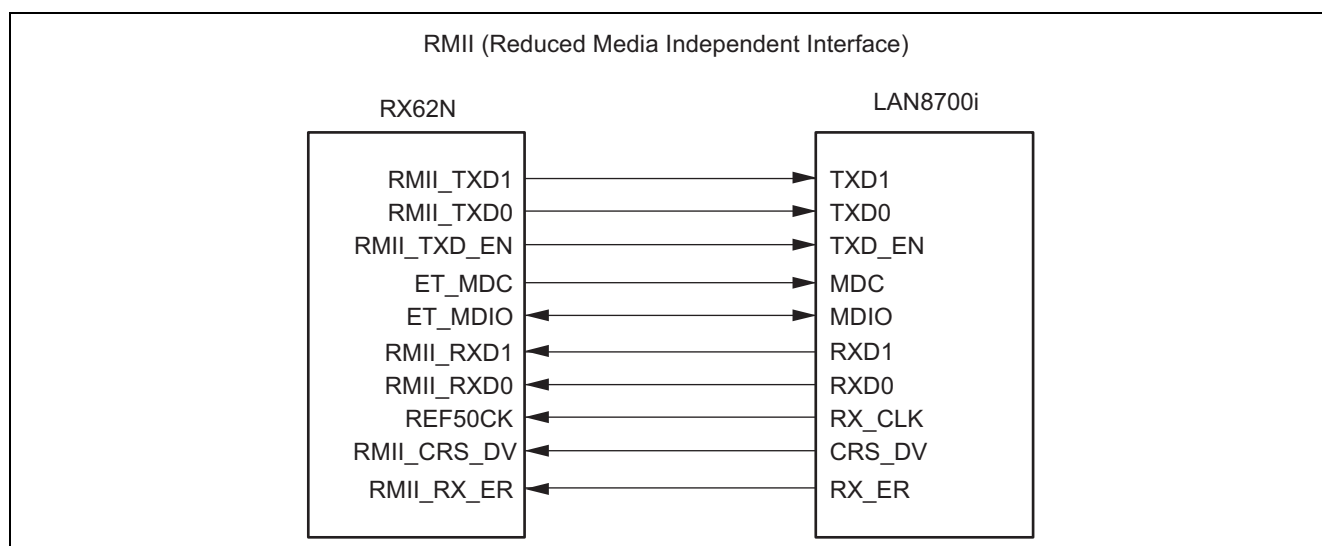 RMII (Reduced Media Independent Interface)
RX62N
LAN8700i
RMII_TXD1
TXD1
RMII_TXD0
TXD0
RMII_TXD_EN
TXD_EN
ET_MDC
MDC
ET_MDIO
MDIO
RMII_RXD1
RXD1
RMII_RXD0
RXD0
REF50CK
RX_CLK
RMII_CRS_DV
CRS_DV
RMII_RX_ER
RX_ER